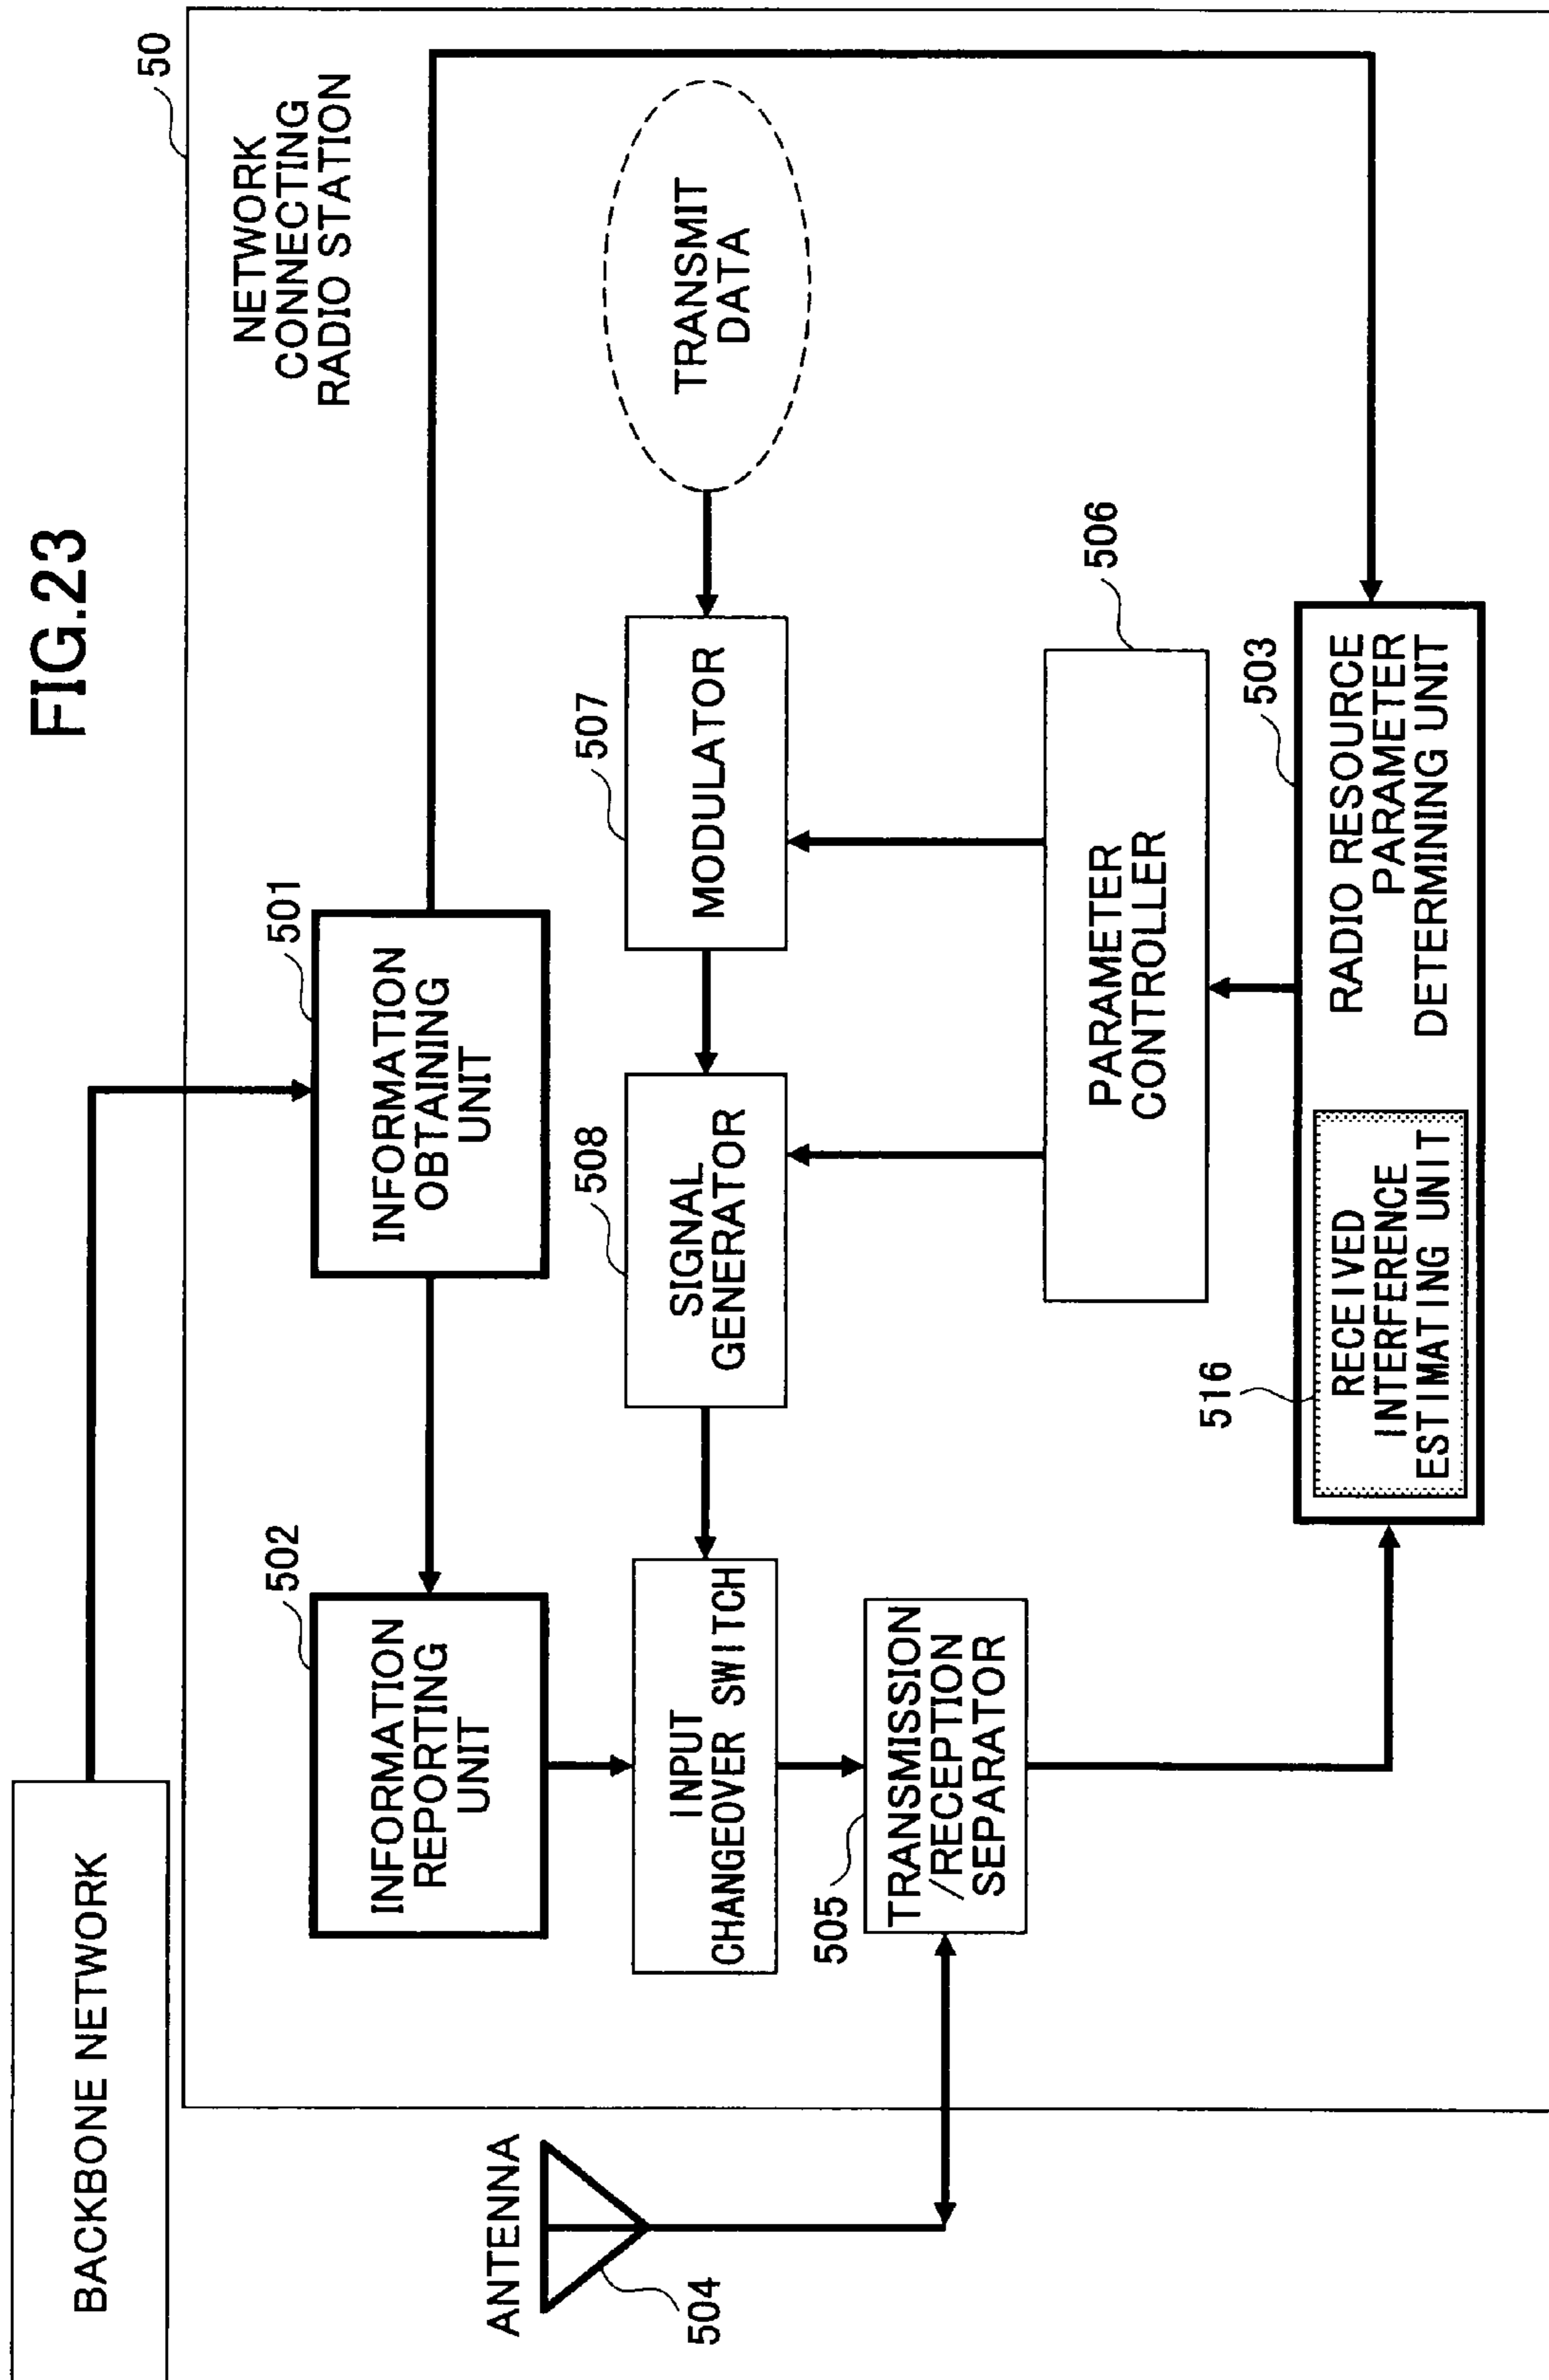 FIG.23
BACKBONE NETWORK
50
NETWORK
CONNECTING
RADIO STATION
502
INFORMATION
REPORTING
UNIT
501
INFORMATION
OBTAINING
UNIT
ANTENNA
504
INPUT
CHANGEOVER SWITCH
508
SIGNAL
GENERATOR
507
MODULATOR
TRANSMIT
DATA
505
TRANSMISSION
/RECEPTION
SEPARATOR
506
PARAMETER
CONTROLLER
516
RECEIVED
INTERFERENCE
ESTIMATING UNIT
503
RADIO RESOURCE
PARAMETER
DETERMINING UNIT